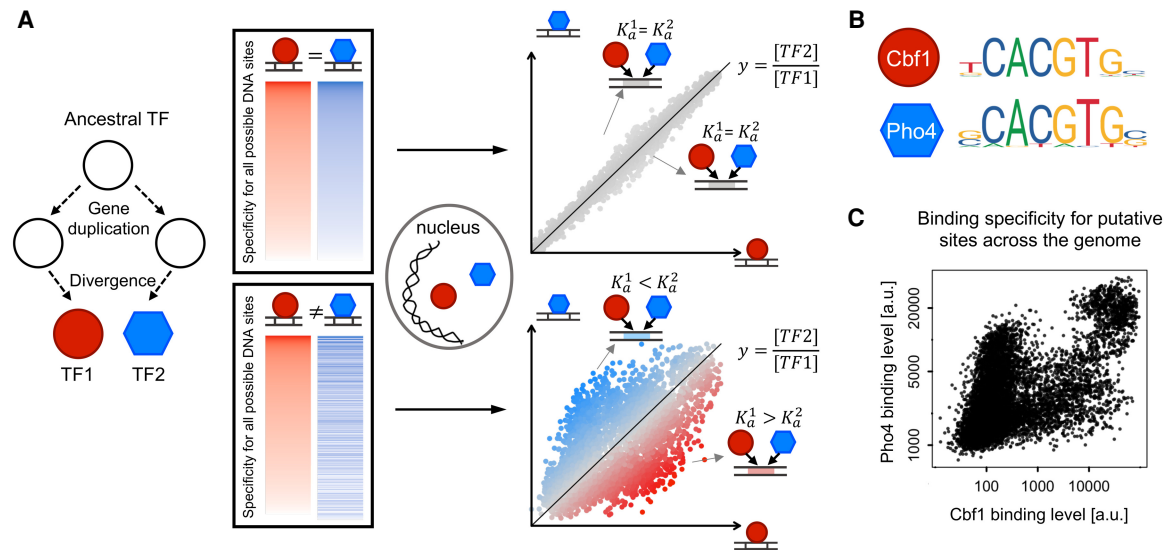 A
Ancestral TF
Gene
duplication
Divergence
TF1
TF2
Specificity for all possible DNA sites
=
Specificity for all possible DNA sites
≠
nucleus
K_a^1 = K_a^2
y = [TF2]/[TF1]
K_a^1 = K_a^2
K_a^1 < K_a^2
y = [TF2]/[TF1]
K_a^1 > K_a^2
B
Cbf1
TCACGTG
Pho4
CACGTG
C
Binding specificity for putative
sites across the genome
Pho4 binding level [a.u.]
20000
5000
1000
100 1000 10000
Cbf1 binding level [a.u.]